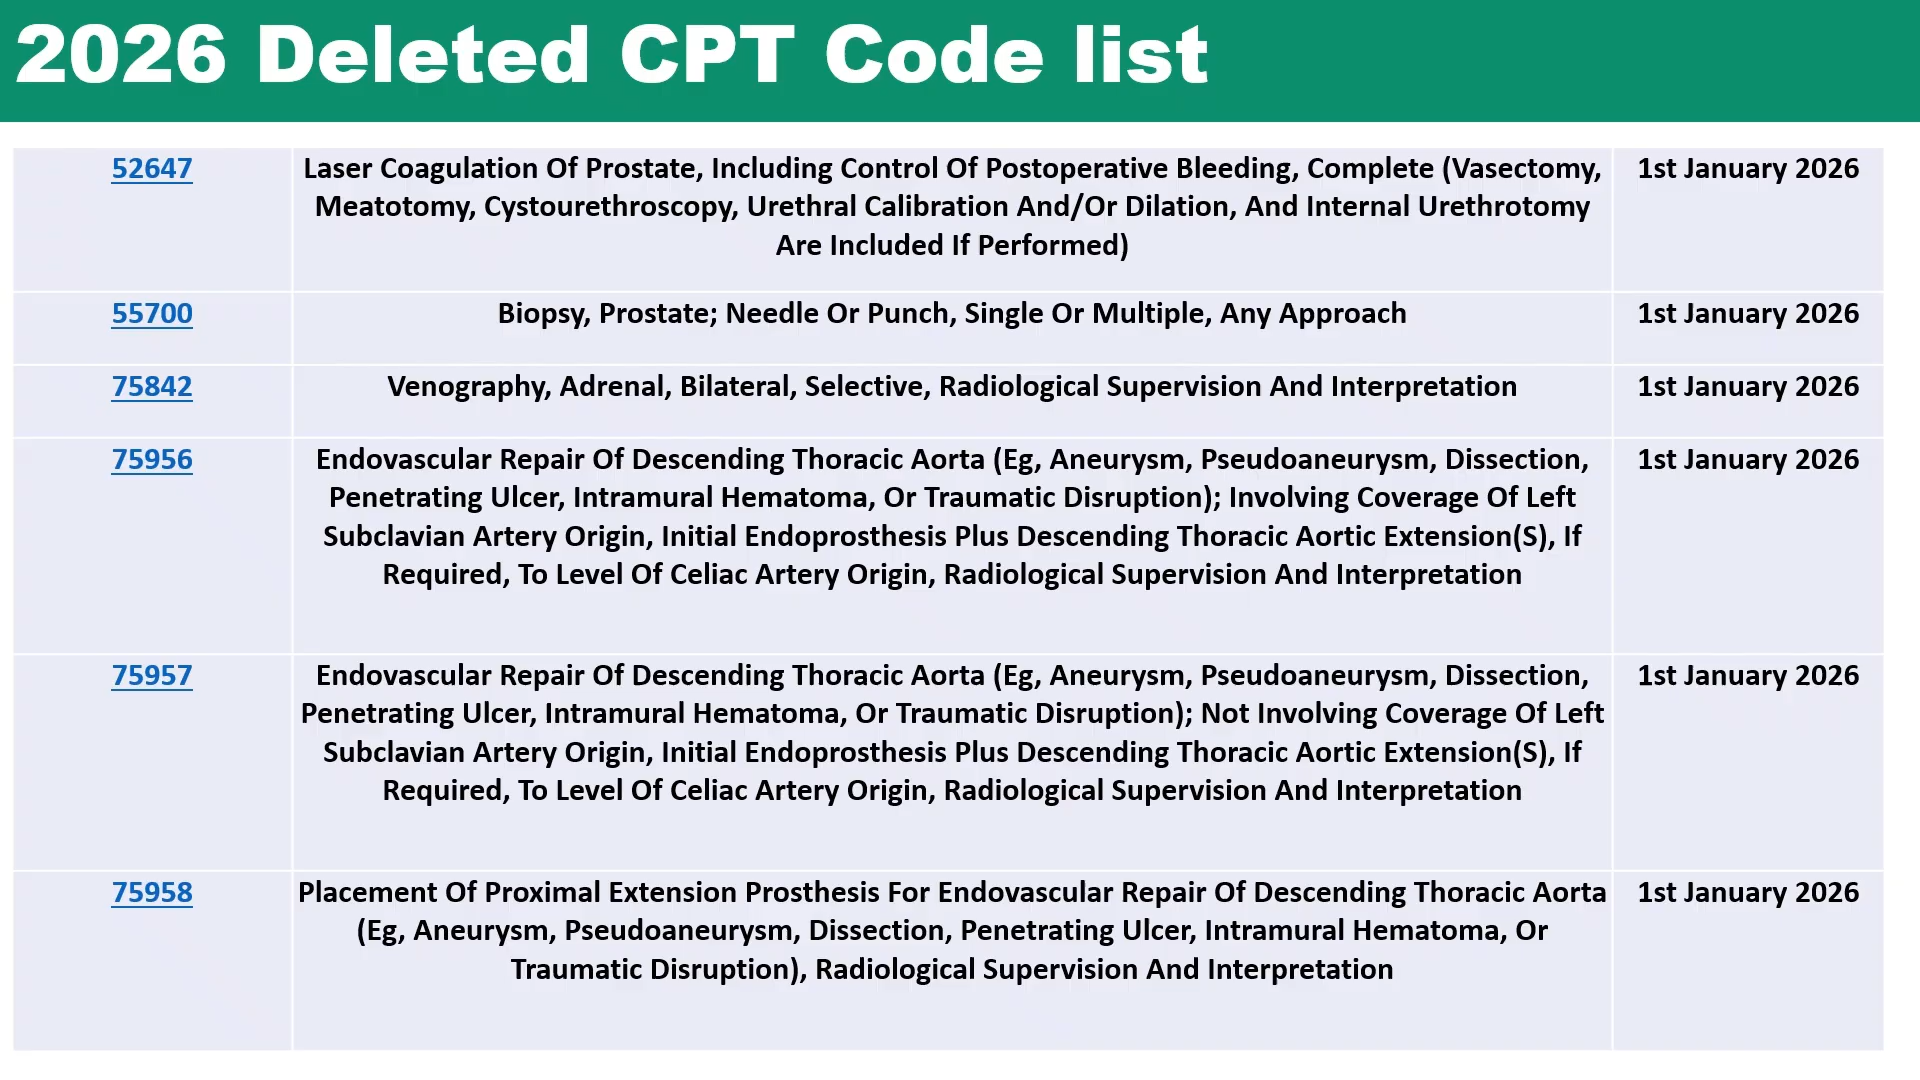 2026 Deleted CPT Code list
52647
Laser Coagulation Of Prostate, Including Control Of Postoperative Bleeding, Complete (Vasectomy,
Meatotomy, Cystourethroscopy, Urethral Calibration And/Or Dilation, And Internal Urethrotomy
Are Included If Performed)
1st January 2026
55700
Biopsy, Prostate; Needle Or Punch, Single Or Multiple, Any Approach
1st January 2026
75842
Venography, Adrenal, Bilateral, Selective, Radiological Supervision And Interpretation
1st January 2026
75956
Endovascular Repair Of Descending Thoracic Aorta (Eg, Aneurysm, Pseudoaneurysm, Dissection,
Penetrating Ulcer, Intramural Hematoma, Or Traumatic Disruption); Involving Coverage Of Left
Subclavian Artery Origin, Initial Endoprosthesis Plus Descending Thoracic Aortic Extension(S), If
Required, To Level Of Celiac Artery Origin, Radiological Supervision And Interpretation
1st January 2026
75957
Endovascular Repair Of Descending Thoracic Aorta (Eg, Aneurysm, Pseudoaneurysm, Dissection,
Penetrating Ulcer, Intramural Hematoma, Or Traumatic Disruption); Not Involving Coverage Of Left
Subclavian Artery Origin, Initial Endoprosthesis Plus Descending Thoracic Aortic Extension(S), If
Required, To Level Of Celiac Artery Origin, Radiological Supervision And Interpretation
1st January 2026
75958
Placement Of Proximal Extension Prosthesis For Endovascular Repair Of Descending Thoracic Aorta
(Eg, Aneurysm, Pseudoaneurysm, Dissection, Penetrating Ulcer, Intramural Hematoma, Or
Traumatic Disruption), Radiological Supervision And Interpretation
1st January 2026